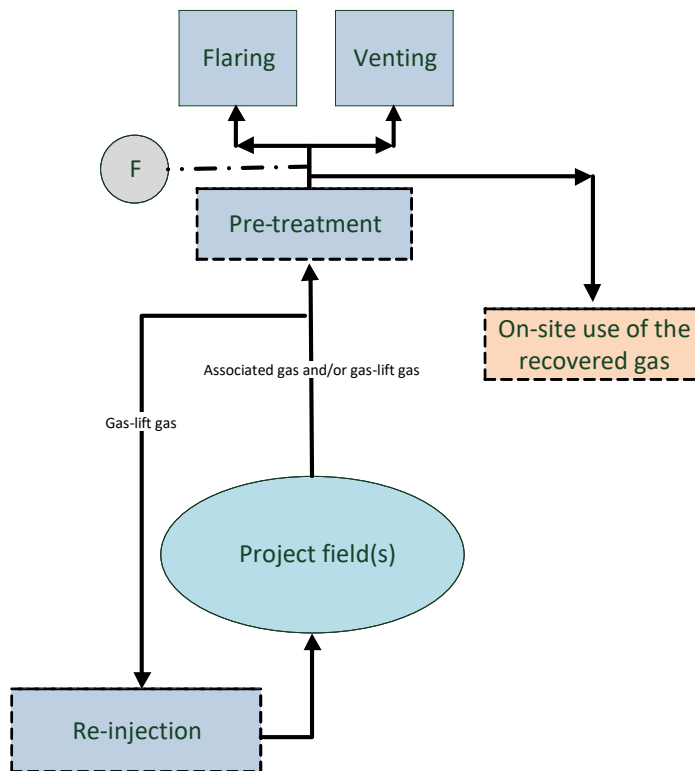 Flaring
Venting
F
Pre-treatment
On-site use of the
recovered gas
Associated gas and/or gas-lift gas
Gas-lift gas
Project field(s)
Re-injection